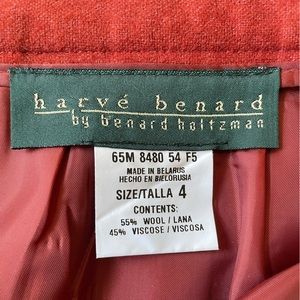 harvé benard
by benard holtzman
65M 8480 54 F5
MADE IN BELARUS
HECHO EN BIELORUSIA
SIZE/TALLA 4
CONTENTS:
55% WOOL / LANA
45% VISCOSE / VISCOSA